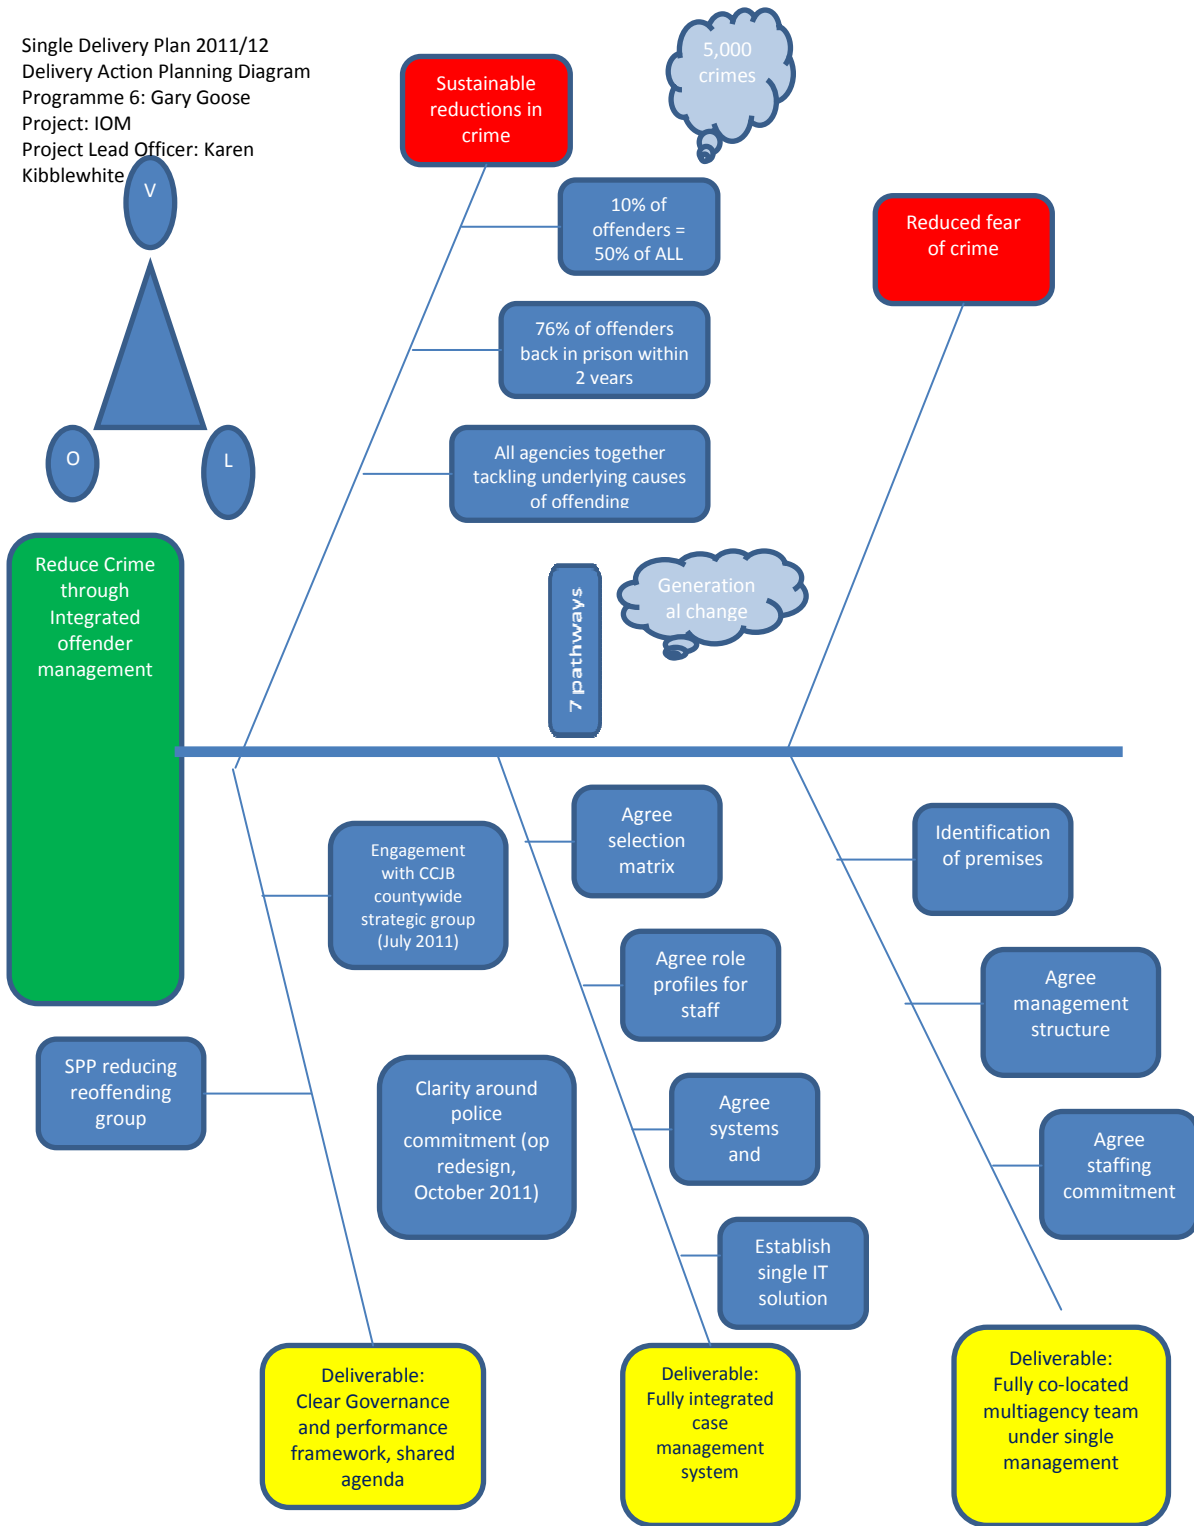 Single Delivery Plan 2011/12
Delivery Action Planning Diagram
Programme 6: Gary Goose
Project: IOM
Project Lead Officer: Karen
Kibblewhite
V
O
L
Sustainable
reductions in
crime
5,000
crimes
10% of
offenders =
50% of ALL
Reduced fear
of crime
76% of offenders
back in prison within
2 years
All agencies together
tackling underlying causes
of offending
Reduce Crime
through
Integrated
offender
management
7 pathways
Generation
al change
Engagement
with CCJB
countywide
strategic group
(July 2011)
Agree
selection
matrix
Identification
of premises
Agree role
profiles for
staff
Agree
management
structure
SPP reducing
reoffending
group
Clarity around
police
commitment (op
redesign,
October 2011)
Agree
systems
and
Agree
staffing
commitment
Establish
single IT
solution
Deliverable:
Clear Governance
and performance
framework, shared
agenda
Deliverable:
Fully integrated
case
management
system
Deliverable:
Fully co-located
multiagency team
under single
management